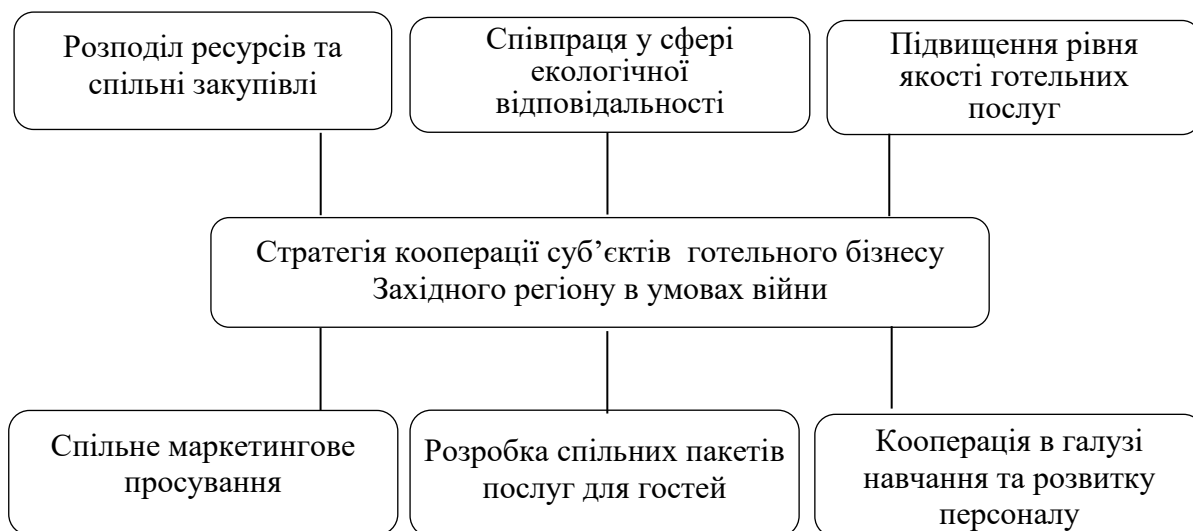 Розподіл ресурсів та
спільні закупівлі
Співпраця у сфері
екологічної
відповідальності
Підвищення рівня
якості готельних
послуг
Стратегія кооперації суб’єктів готельного бізнесу
Західного регіону в умовах війни
Спільне маркетингове
просування
Розробка спільних пакетів
послуг для гостей
Кооперація в галузі
навчання та розвитку
персоналу